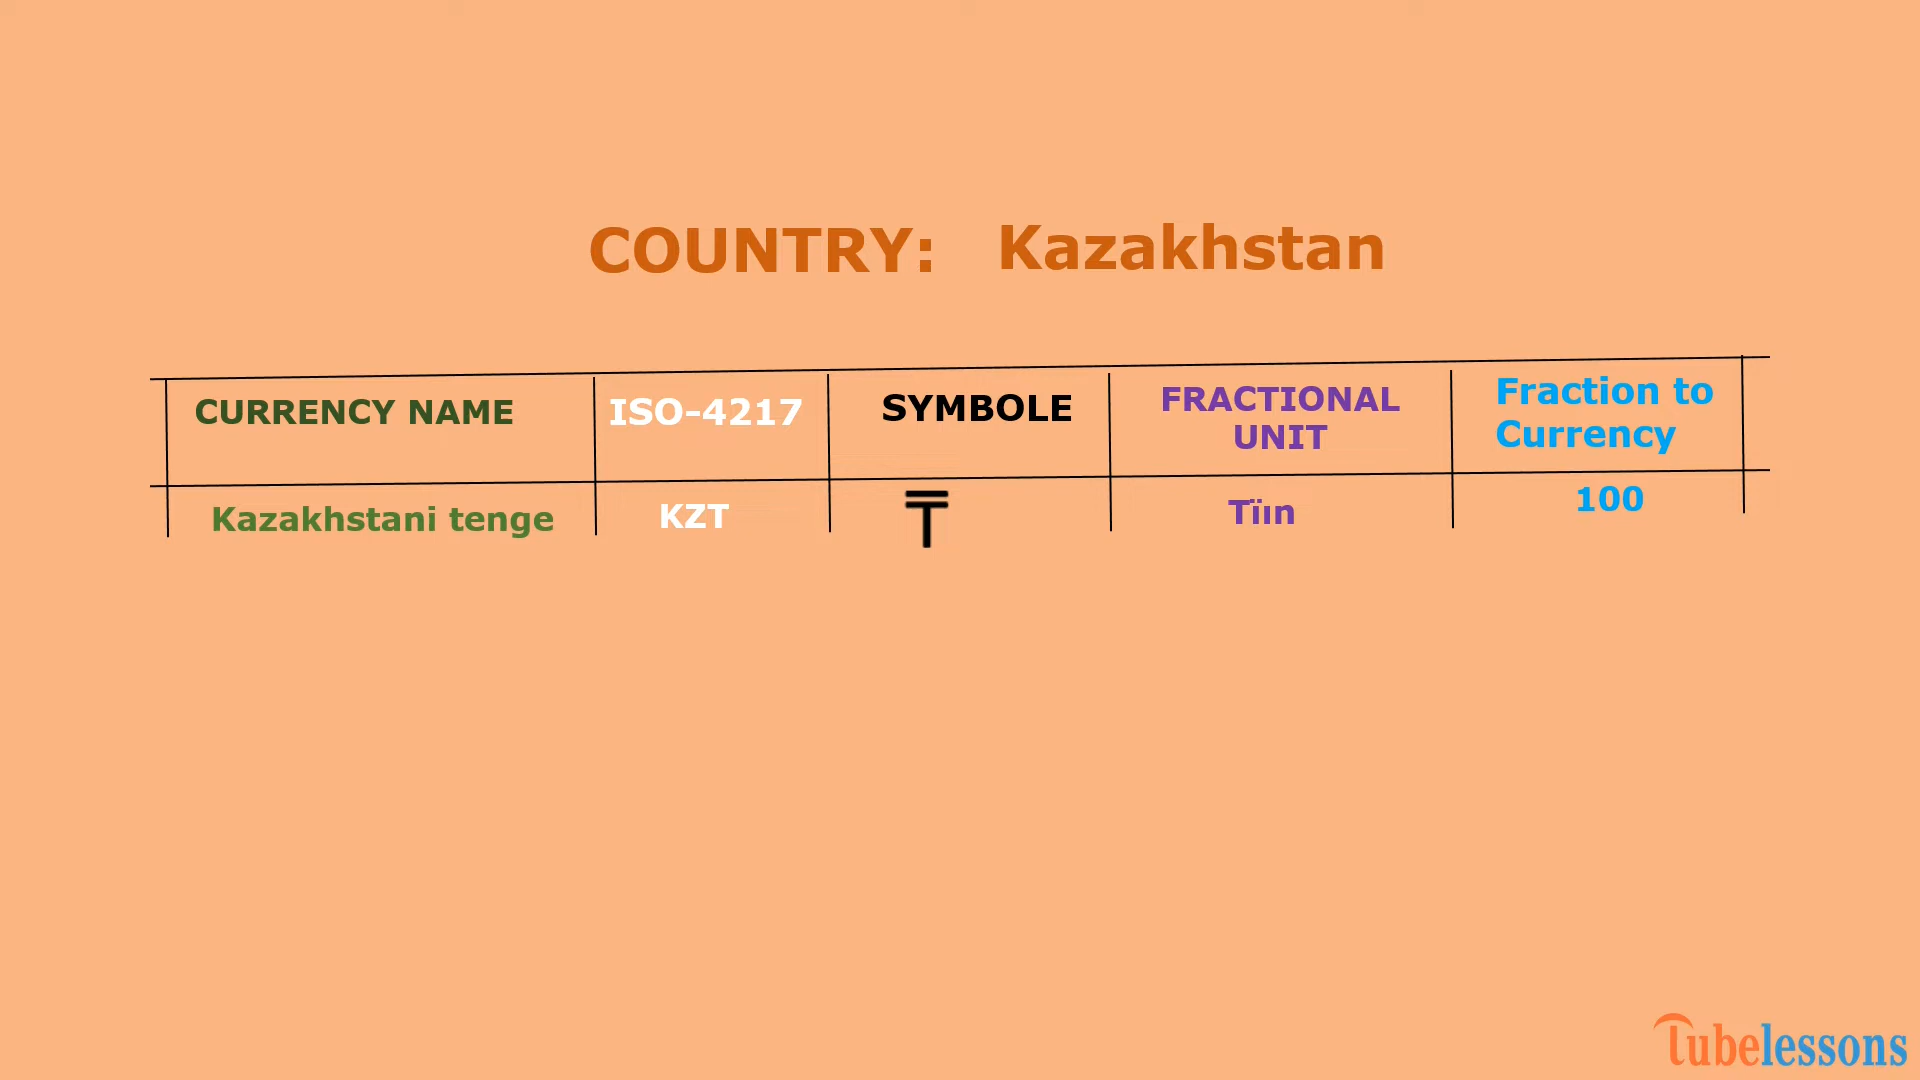 COUNTRY: Kazakhstan
CURRENCY NAME
ISO-4217
SYMBOLE
FRACTIONAL
UNIT
Fraction to
Currency
Kazakhstani tenge
KZT
₸
Tïın
100
Tubelessons